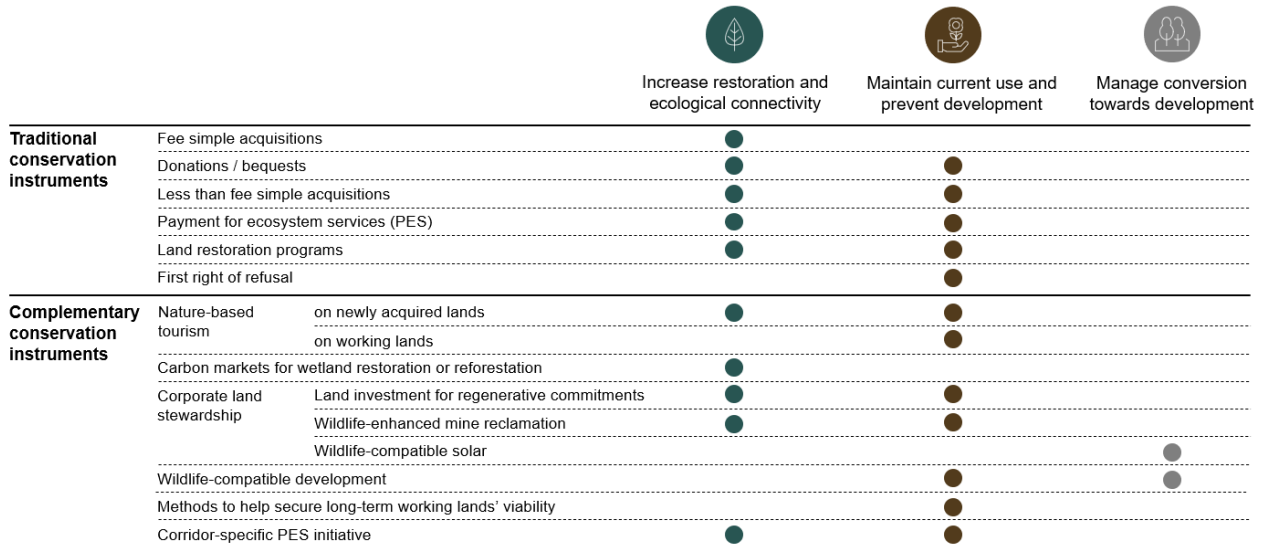 Increase restoration and
ecological connectivity
Maintain current use and
prevent development
Manage conversion
towards development
Traditional
conservation
instruments
Fee simple acquisitions
Donations / bequests
Less than fee simple acquisitions
Payment for ecosystem services (PES)
Land restoration programs
First right of refusal
Complementary
conservation
instruments
Nature-based
tourism
on newly acquired lands
on working lands
Carbon markets for wetland restoration or reforestation
Corporate land
stewardship
Land investment for regenerative commitments
Wildlife-enhanced mine reclamation
Wildlife-compatible solar
Wildlife-compatible development
Methods to help secure long-term working lands’ viability
Corridor-specific PES initiative